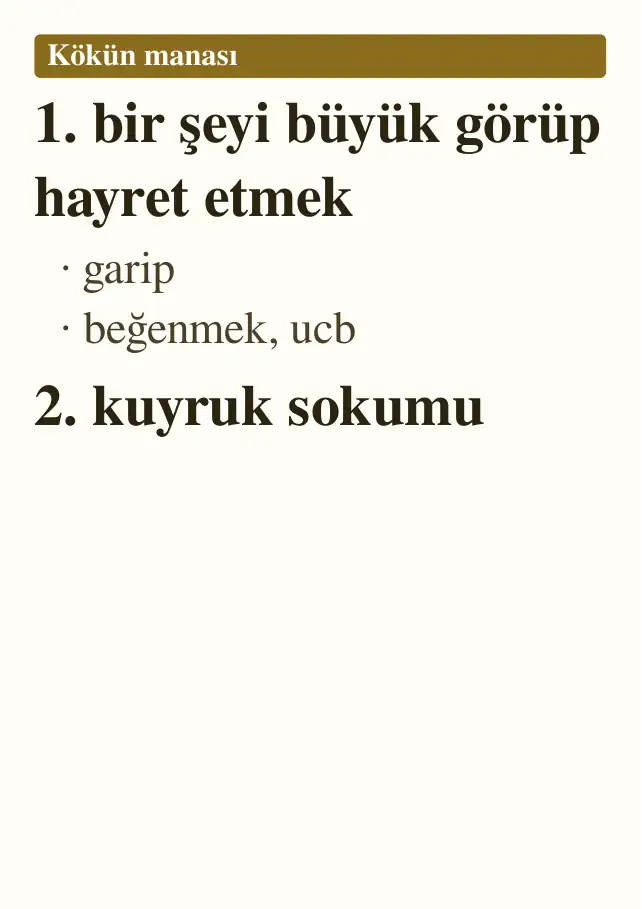 Kökün manası
1. bir şeyi büyük görüp
hayret etmek
· garip
· beğenmek, ucb
2. kuyruk sokumu